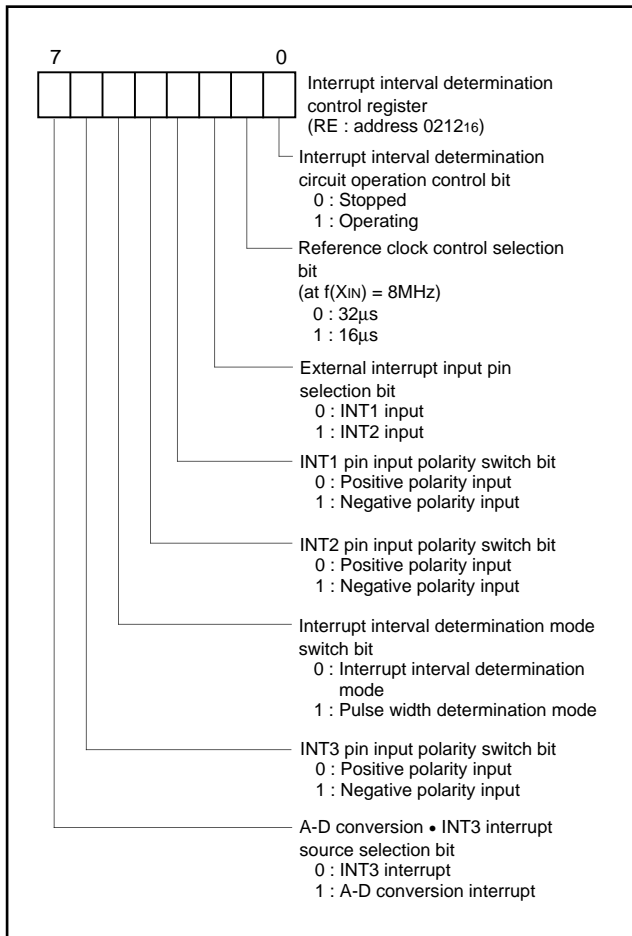 7 0
Interrupt interval determination
control register
(RE : address 021216)
Interrupt interval determination
circuit operation control bit
0 : Stopped
1 : Operating
Reference clock control selection
bit
(at f(XIN) = 8MHz)
0 : 32µs
1 : 16µs
External interrupt input pin
selection bit
0 : INT1 input
1 : INT2 input
INT1 pin input polarity switch bit
0 : Positive polarity input
1 : Negative polarity input
INT2 pin input polarity switch bit
0 : Positive polarity input
1 : Negative polarity input
Interrupt interval determination mode
switch bit
0 : Interrupt interval determination
mode
1 : Pulse width determination mode
INT3 pin input polarity switch bit
0 : Positive polarity input
1 : Negative polarity input
A-D conversion • INT3 interrupt
source selection bit
0 : INT3 interrupt
1 : A-D conversion interrupt